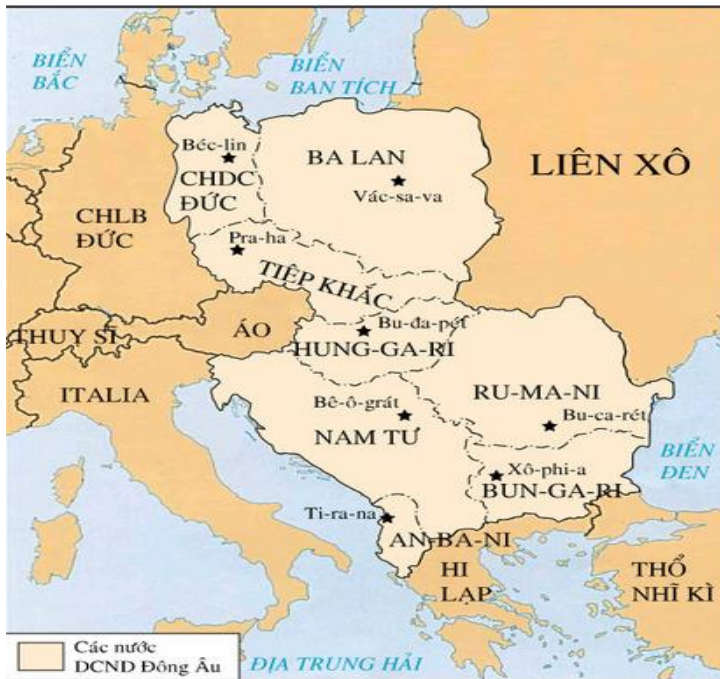 BIỂN
BẮC
BIỂN
BAN TÍCH
Béc-lin
CHDC
ĐỨC
BA LAN
Vác-sa-va
LIÊN XÔ
CHLB
ĐỨC
Pra-ha
TIỆP KHẮC
THUỴ SĨ
ÁO
Bu-đa-pét
HUNG-GA-RI
ITALIA
RU-MA-NI
Bê-ô-grát
Bu-ca-rét
NAM TƯ
BIỂN
ĐEN
Xô-phi-a
BUN-GA-RI
Ti-ra-na
AN-BA-NI
HI
LẠP
THỔ
NHĨ KÌ
Các nước
DCND Đông Âu
ĐỊA TRUNG HẢI